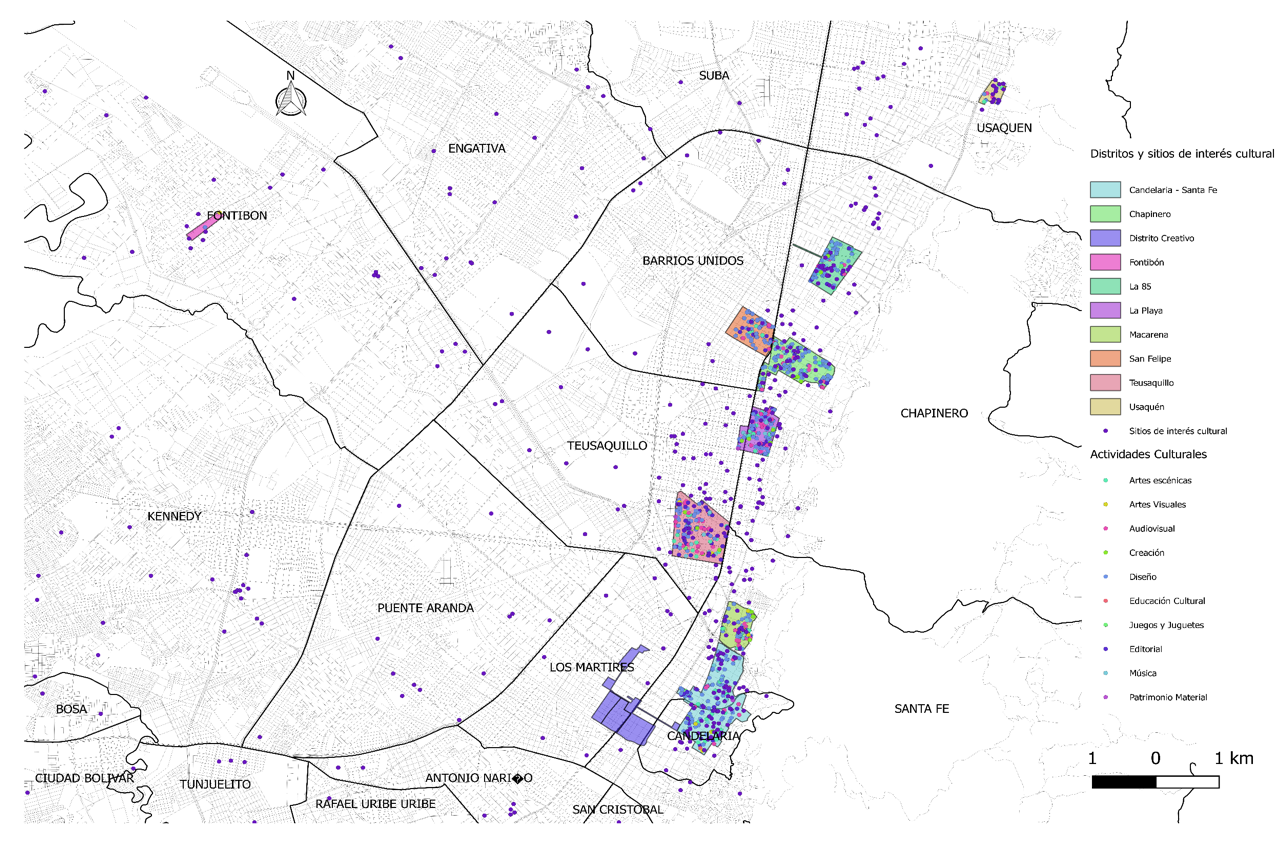 N
SUBA
USAQUEN
ENGATIVA
FONTIBON
BARRIOS UNIDOS
CHAPINERO
TEUSAQUILLO
KENNEDY
PUENTE ARANDA
LOS MARTIRES
BOSA
SANTA FE
CANDELARIA
CIUDAD BOLIVAR
TUNJUELITO
ANTONIO NARI�O
RAFAEL URIBE URIBE
SAN CRISTOBAL
Distritos y sitios de interés cultural
Candelaria - Santa Fe
Chapinero
Distrito Creativo
Fontibón
La 85
La Playa
Macarena
San Felipe
Teusaquillo
Usaquén
Sitios de interés cultural
Actividades Culturales
Artes escénicas
Artes Visuales
Audiovisual
Creación
Diseño
Educación Cultural
Juegos y Juguetes
Editorial
Música
Patrimonio Material
1 0 1 km